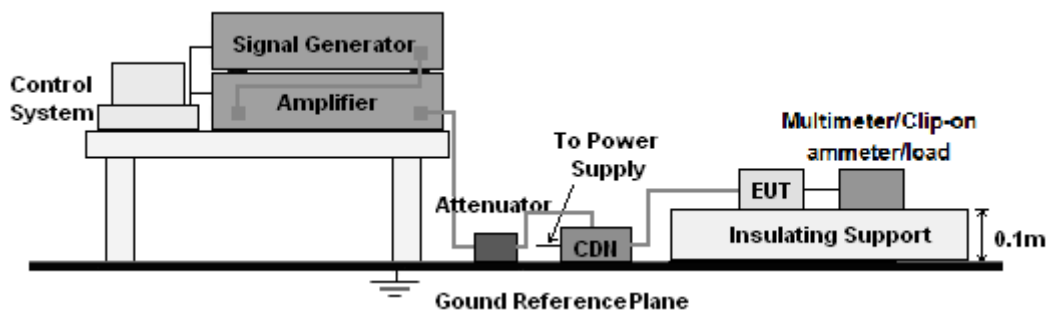 Signal Generator
Control
System
Amplifier
Multimeter/Clip-on
ammeter/load
To Power
Supply
Attenuator
EUT
CDN
Insulating Support
0.1m
Gound Reference Plane